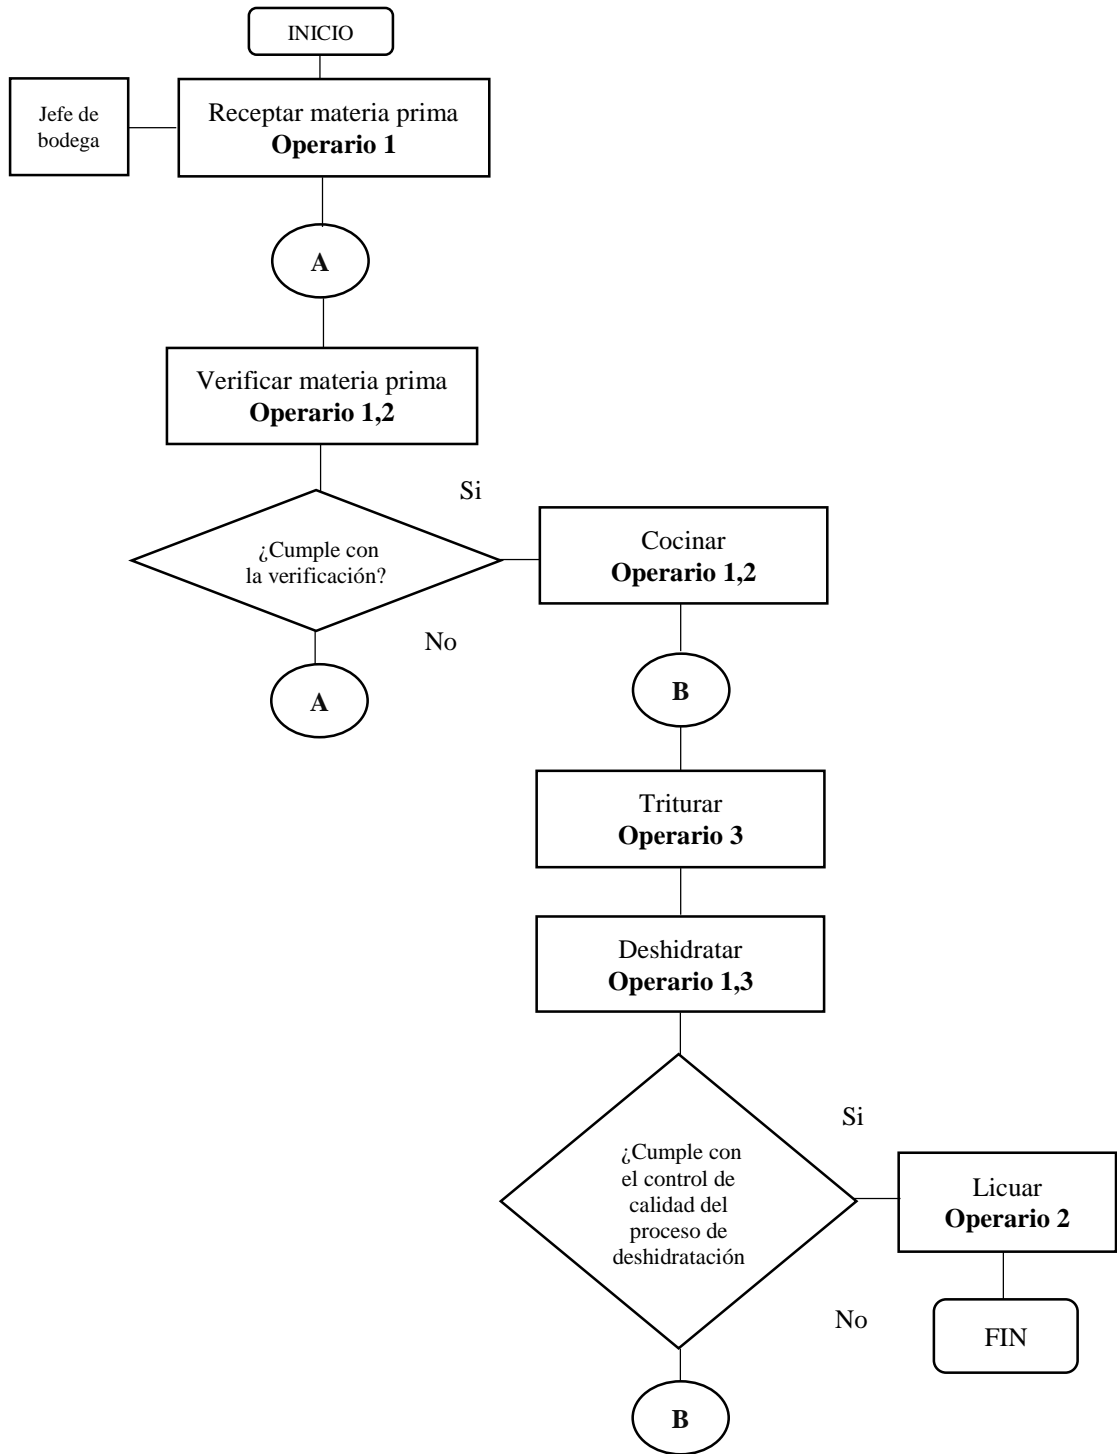 INICIO
Jefe de
bodega
Receptar materia prima
Operario 1
A
Verificar materia prima
Operario 1,2
¿Cumple con
la verificación?
Si
No
A
Cocinar
Operario 1,2
B
Triturar
Operario 3
Deshidratar
Operario 1,3
¿Cumple con
el control de
calidad del
proceso de
deshidratación
Si
No
B
Licuar
Operario 2
FIN